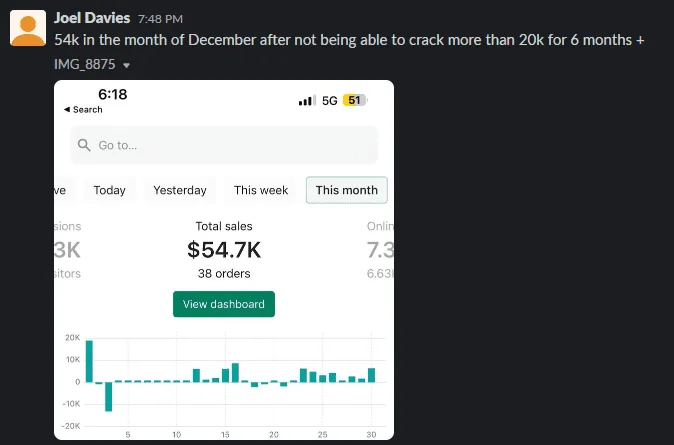 Joel Davies 7:48 PM
54k in the month of December after not being able to crack more than 20k for 6 months +
IMG_8875
6:18
5G 51
Search
Go to...
ve Today Yesterday This week This month
sions Total sales Onlin
3K $54.7K 7.3
sitors 38 orders 6.63
View dashboard
20K
10K
0
-10K
-20K
5 10 15 20 25 30